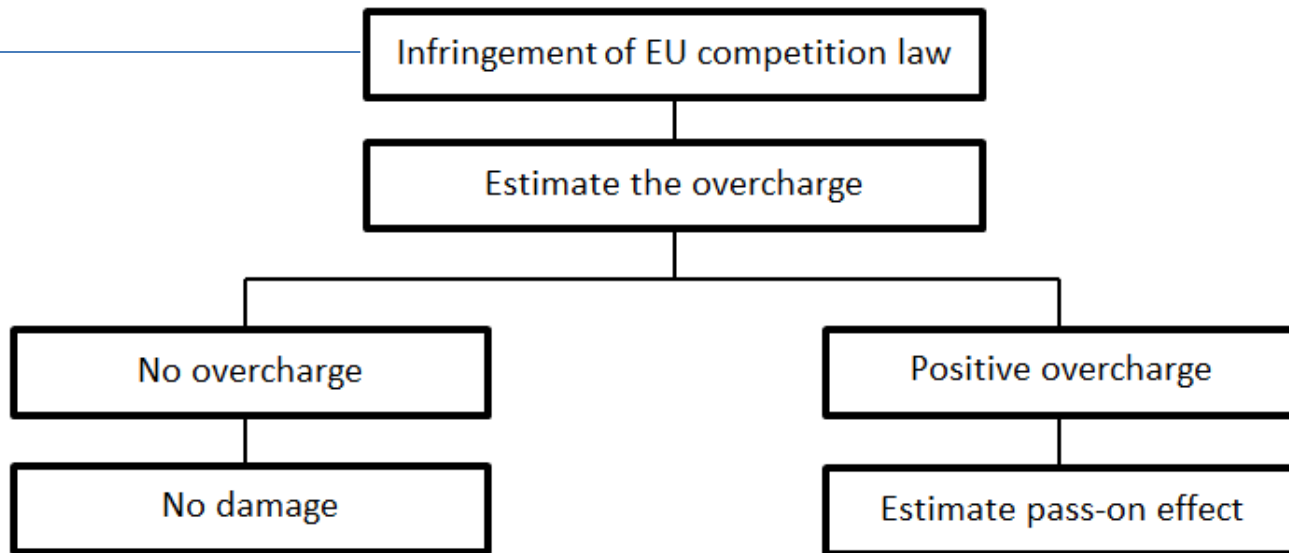 Infringement of EU competition law
Estimate the overcharge
No overcharge
Positive overcharge
No damage
Estimate pass-on effect